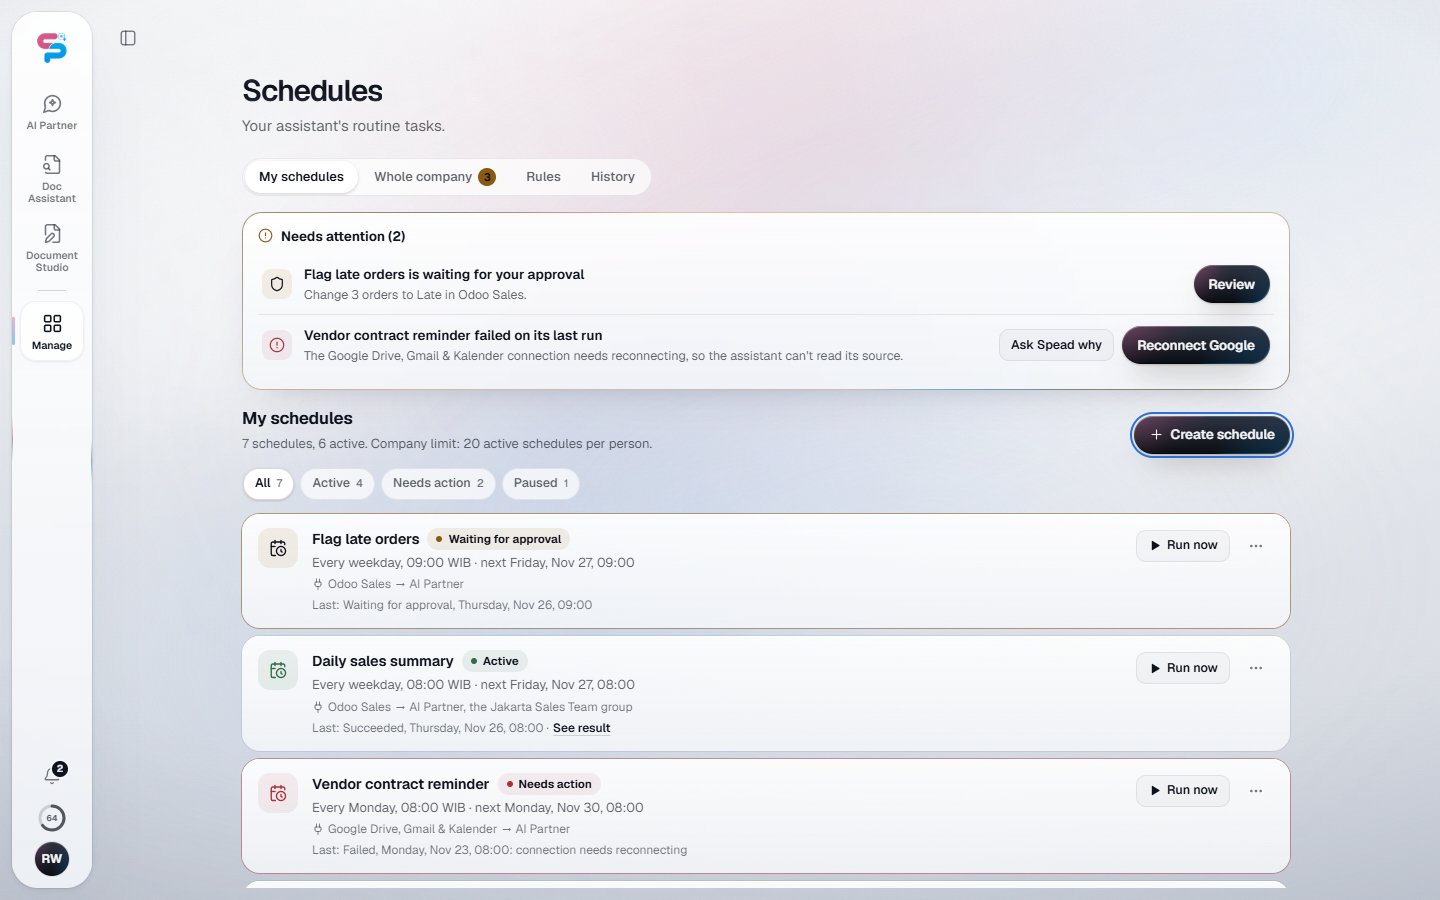 AI Partner
Doc
Assistant
Document
Studio
Manage
2
64
RW
Schedules
Your assistant's routine tasks.
My schedules
Whole company 3
Rules
History
Needs attention (2)
Flag late orders is waiting for your approval
Change 3 orders to Late in Odoo Sales.
Review
Vendor contract reminder failed on its last run
The Google Drive, Gmail & Kalender connection needs reconnecting, so the assistant can't read its source.
Ask Spead why
Reconnect Google
My schedules
7 schedules, 6 active. Company limit: 20 active schedules per person.
+ Create schedule
All 7
Active 4
Needs action 2
Paused 1
Flag late orders
Waiting for approval
Every weekday, 09:00 WIB · next Friday, Nov 27, 09:00
Odoo Sales → AI Partner
Last: Waiting for approval, Thursday, Nov 26, 09:00
Run now
Daily sales summary
Active
Every weekday, 08:00 WIB · next Friday, Nov 27, 08:00
Odoo Sales → AI Partner, the Jakarta Sales Team group
Last: Succeeded, Thursday, Nov 26, 08:00 · See result
Run now
Vendor contract reminder
Needs action
Every Monday, 08:00 WIB · next Monday, Nov 30, 08:00
Google Drive, Gmail & Kalender → AI Partner
Last: Failed, Monday, Nov 23, 08:00: connection needs reconnecting
Run now